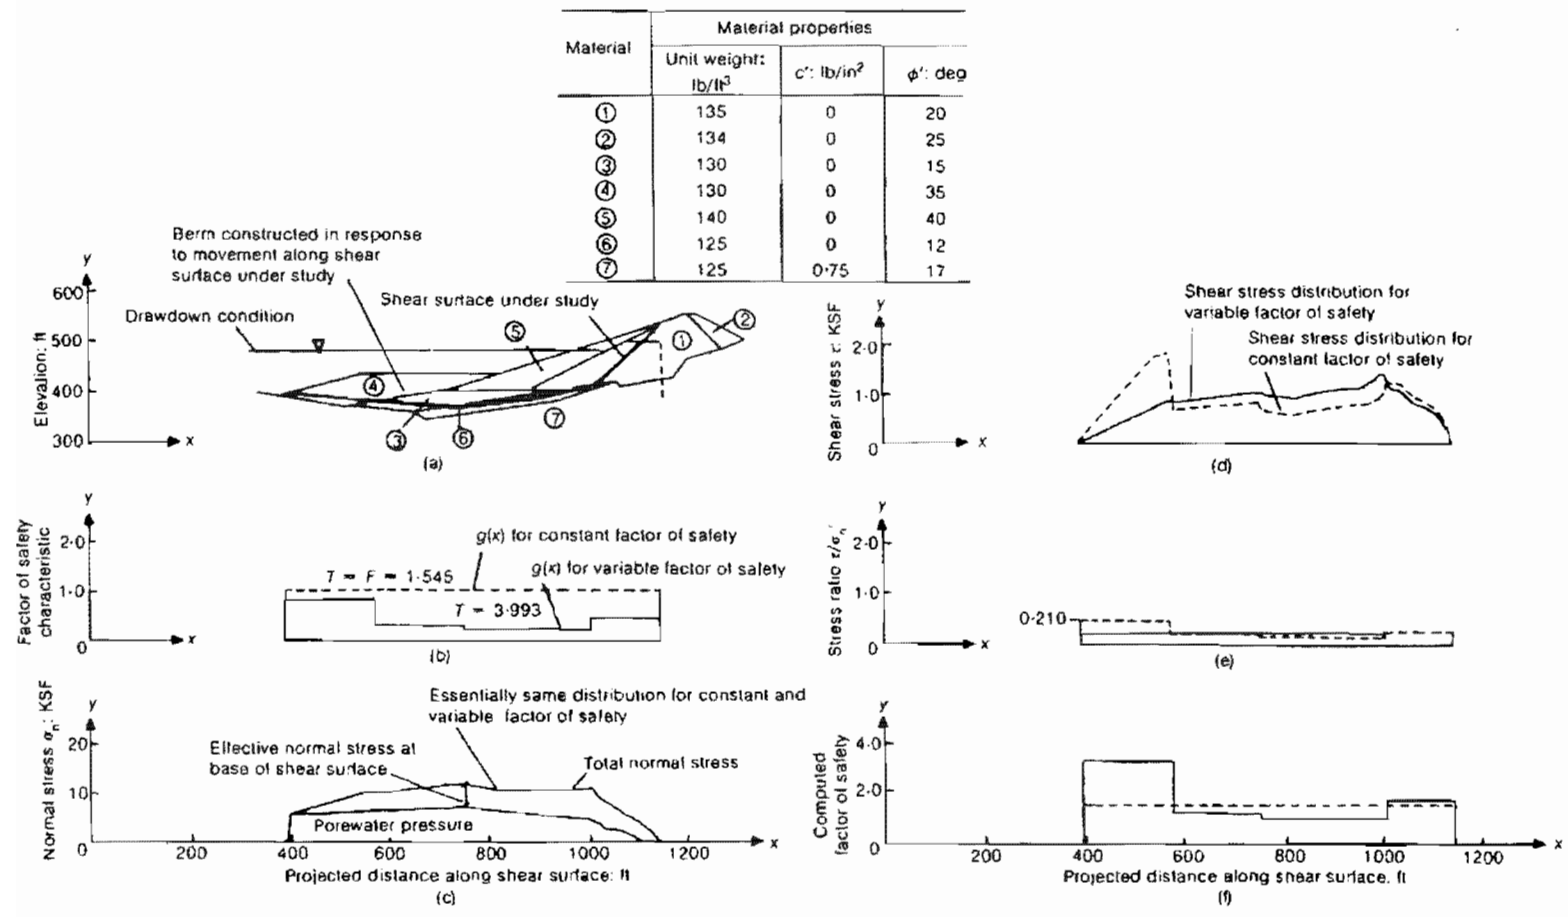 Material
Material properties
Unit weight:
lb/ft³
c′: lb/in²
ϕ′: deg
① 135 0 20
② 134 0 25
③ 130 0 15
④ 130 0 35
⑤ 140 0 40
⑥ 125 0 12
⑦ 125 0·75 17
Berm constructed in response
to movement along shear
surface under study
Shear surface under study
Drawdown condition
y
600
500
400
300
Elevation: ft
x
①
②
③
④
⑤
⑥
⑦
(a)
Factor of safety
characteristic
y
2·0
1·0
0
x
g(x) for constant factor of safety
g(x) for variable factor of safety
T = F = 1·545
T = 3·993
(b)
Normal stress σn: KSF
y
20
10
0
Essentially same distribution for constant and
variable factor of safety
Effective normal stress at
base of shear surface
Total normal stress
Porewater pressure
200 400 600 800 1000 1200
x
Projected distance along shear surface: ft
(c)
Shear stress τ: KSF
y
2·0
1·0
0
x
Shear stress distribution for
variable factor of safety
Shear stress distribution for
constant factor of safety
(d)
Stress ratio τ/σn′
y
2·0
1·0
0
x
0·210
(e)
Computed
factor of safety
y
4·0
2·0
0
200 400 600 800 1000 1200
x
Projected distance along shear surface. ft
(f)